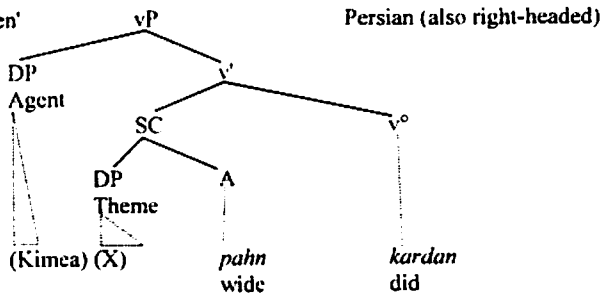 en' vP Persian (also right-headed)
DP v'
Agent
SC v°
DP A
Theme
(Kimea) (X) pahn kardan
wide did